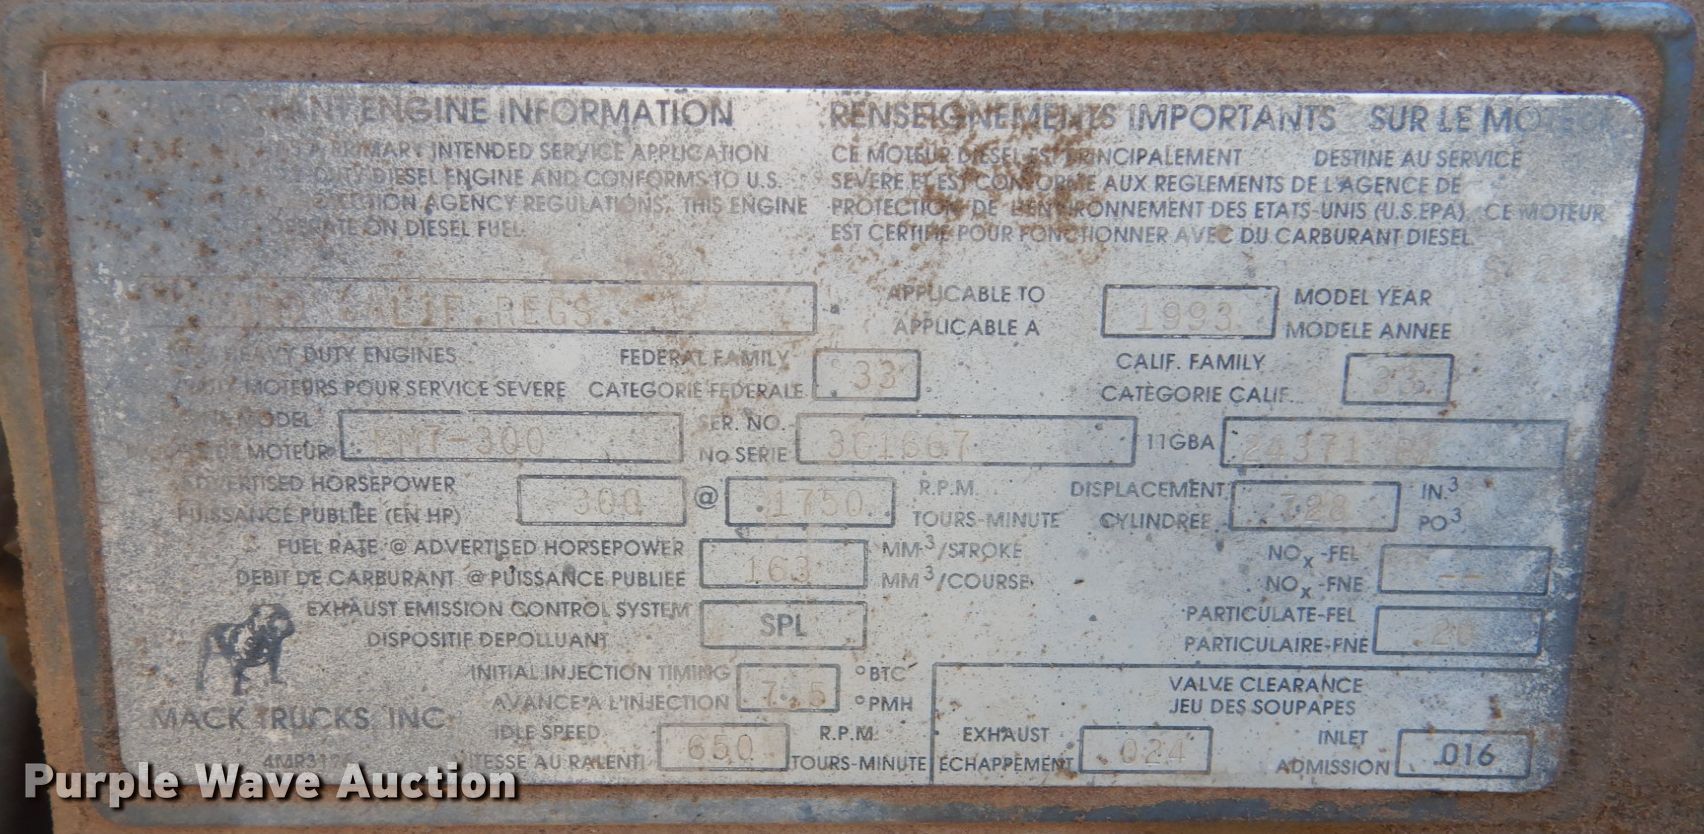 ENGINE INFORMATION
RENSEIGNEMENTS IMPORTANTS SUR LE MOTEUR
A PRIMARY INTENDED SERVICE APPLICATION
DUTY DIESEL ENGINE AND CONFORMS TO U.S.
AGENCY REGULATIONS. THIS ENGINE
OPERATE ON DIESEL FUEL
CE MOTEUR DIESEL EST PRINCIPALEMENT DESTINE AU SERVICE
SEVERE ET EST CONFORME AUX REGLEMENTS DE L'AGENCE DE
PROTECTION DE L'ENVIRONNEMENT DES ETATS-UNIS (U.S.EPA). CE MOTEUR
EST CERTIFIE POUR FONCTIONNER AVEC DU CARBURANT DIESEL
CALIF.REGS.
APPLICABLE TO
APPLICABLE A
1993
MODEL YEAR
MODELE ANNEE
HEAVY DUTY ENGINES
MOTEURS POUR SERVICE SEVERE
FEDERAL FAMILY
CATEGORIE FEDERALE
33
CALIF. FAMILY
CATEGORIE CALIF.
33
MODEL
DE MOTEUR
EM7-300
SER. NO.
No SERIE
3C1667
11GBA
24371
ADVERTISED HORSEPOWER
PUISSANCE PUBLIEE (EN HP)
300
@
1750
R.P.M.
TOURS-MINUTE
DISPLACEMENT
CYLINDREE
728
IN.3
PO3
FUEL RATE @ ADVERTISED HORSEPOWER
DEBIT DE CARBURANT @ PUISSANCE PUBLIEE
163
MM3/STROKE
MM3/COURSE
NOx-FEL
NOx-FNE
--
EXHAUST EMISSION CONTROL SYSTEM
DISPOSITIF DEPOLLUANT
SPL
PARTICULATE-FEL
PARTICULAIRE-FNE
INITIAL INJECTION TIMING
AVANCE A L'INJECTION
7.5
°BTC
°PMH
VALVE CLEARANCE
JEU DES SOUPAPES
MACK TRUCKS, INC.
IDLE SPEED
VITESSE AU RALENTI
650
R.P.M.
TOURS-MINUTE
EXHAUST
ECHAPPEMENT
.024
INLET
ADMISSION
.016
Purple Wave Auction